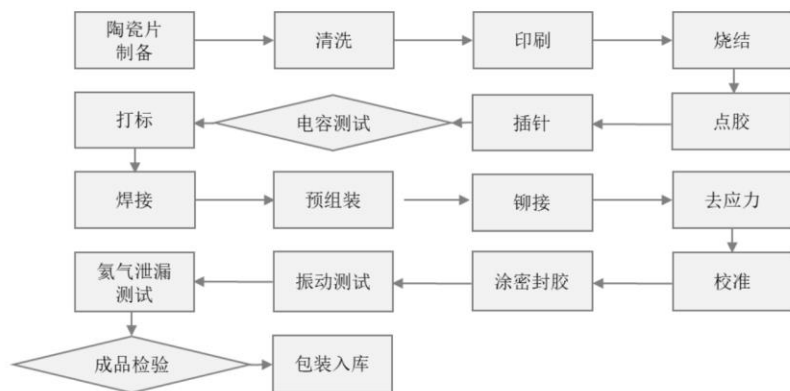 陶瓷片
制备
清洗
印刷
烧结
打标
电容测试
插针
点胶
焊接
预组装
铆接
去应力
氦气泄漏
测试
振动测试
涂密封胶
校准
成品检验
包装入库